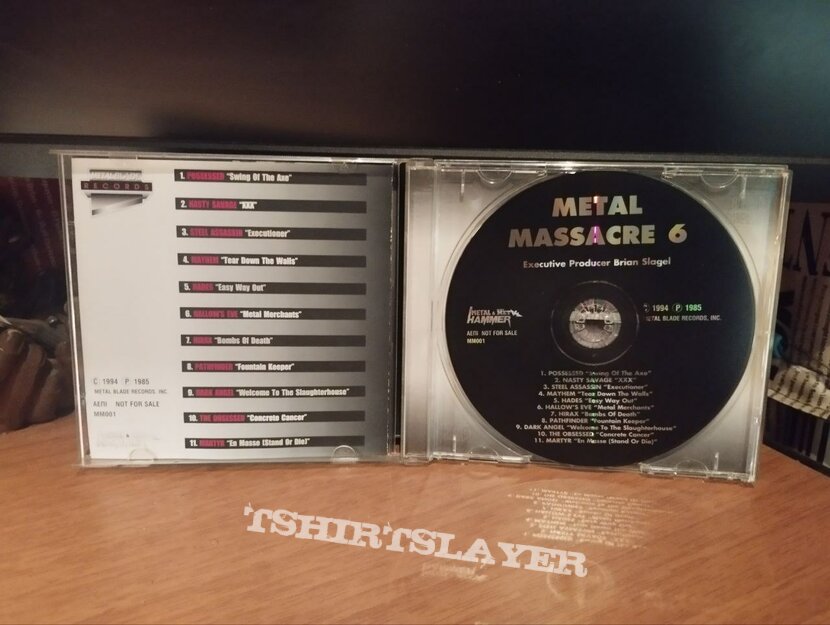 METAL BLADE
RECORDS
1. POSSESSED "Swing Of The Axe"
2. NASTY SAVAGE "XXX"
3. STEEL ASSASSIN "Executioner"
4. MAYHEM "Tear Down The Walls"
5. HADES "Easy Way Out"
6. HALLOW'S EVE "Metal Merchants"
7. HIRAX "Bombs Of Death"
8. PATHFINDER "Fountain Keeper"
9. DARK ANGEL "Welcome To The Slaughterhouse"
10. THE OBSESSED "Concrete Cancer"
11. MARTYR "En Masse (Stand Or Die)"
C 1994 P 1985
METAL BLADE RECORDS, INC.
ΑΕΠΙ NOT FOR SALE
MM001
METAL
MASSACRE 6
Executive Producer Brian Slagel
METAL &
HAMMER
ΑΕΠΙ NOT FOR SALE
MM001
C 1994 P 1985
METAL BLADE RECORDS, INC.
1. POSSESSED "Swing Of The Axe"
2. NASTY SAVAGE "XXX"
3. STEEL ASSASSIN "Executioner"
4. MAYHEM "Tear Down The Walls"
5. HADES "Easy Way Out"
6. HALLOW'S EVE "Metal Merchants"
7. HIRAX "Bombs Of Death"
8. PATHFINDER "Fountain Keeper"
9. DARK ANGEL "Welcome To The Slaughterhouse"
10. THE OBSESSED "Concrete Cancer"
11. MARTYR "En Masse (Stand Or Die)"
TSHIRTSLAYER